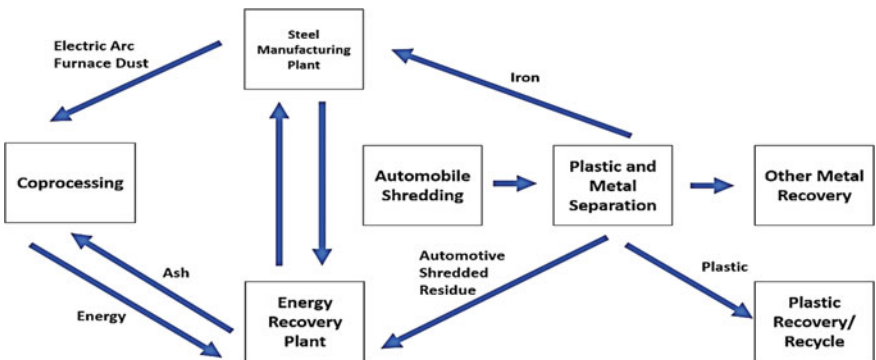 Electric Arc
Furnace Dust
Steel
Manufacturing
Plant
Iron
Coprocessing
Automobile
Shredding
Plastic and
Metal
Separation
Other Metal
Recovery
Ash
Energy
Energy
Recovery
Plant
Automotive
Shredded
Residue
Plastic
Plastic
Recovery/
Recycle